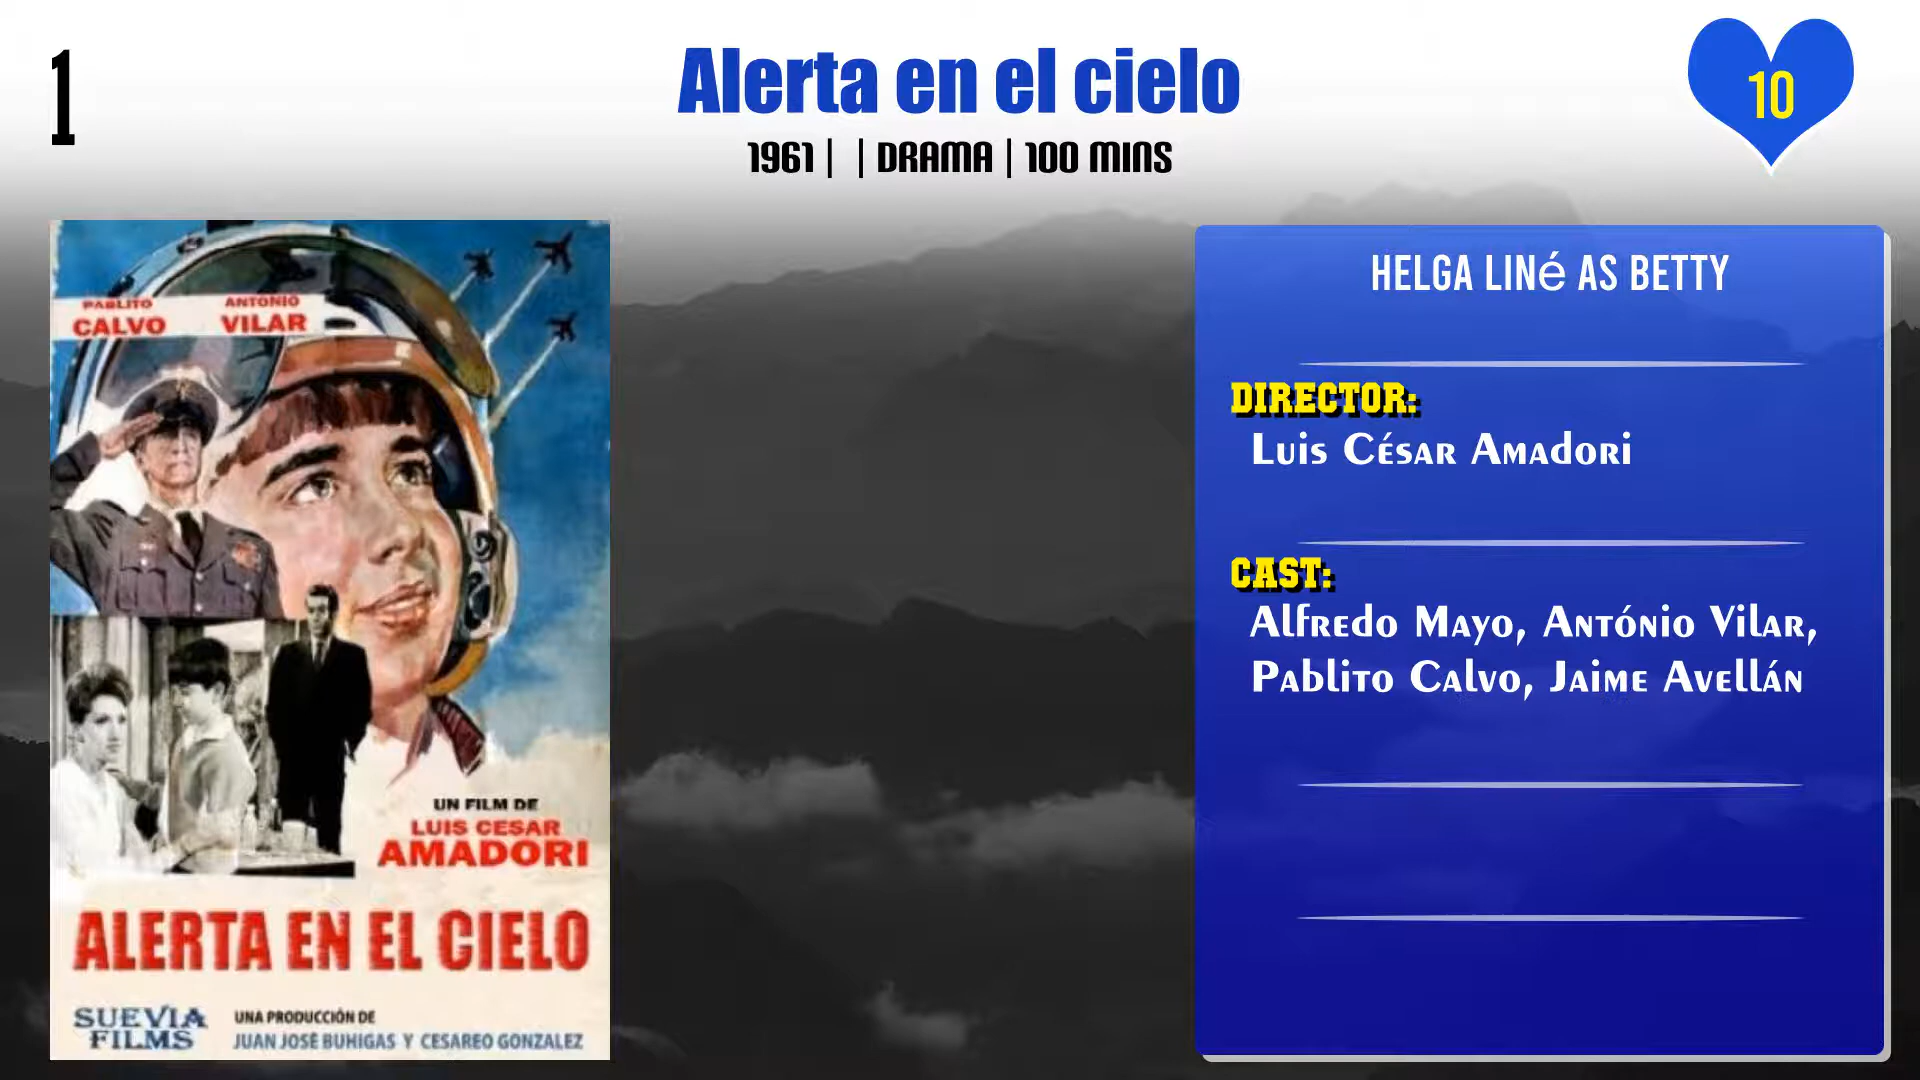 1
Alerta en el cielo
1961 | | DRAMA | 100 MINS
10
PABLITO
CALVO
ANTONIO
VILAR
UN FILM DE
LUIS CESAR
AMADORI
ALERTA EN EL CIELO
SUEVIA
FILMS
UNA PRODUCCIÓN DE
JUAN JOSÉ BUHIGAS Y CESAREO GONZALEZ
HELGA LINé AS BETTY
DIRECTOR:
Luis César Amadori
CAST:
Alfredo Mayo, António Vilar,
Pablito Calvo, Jaime Avellán